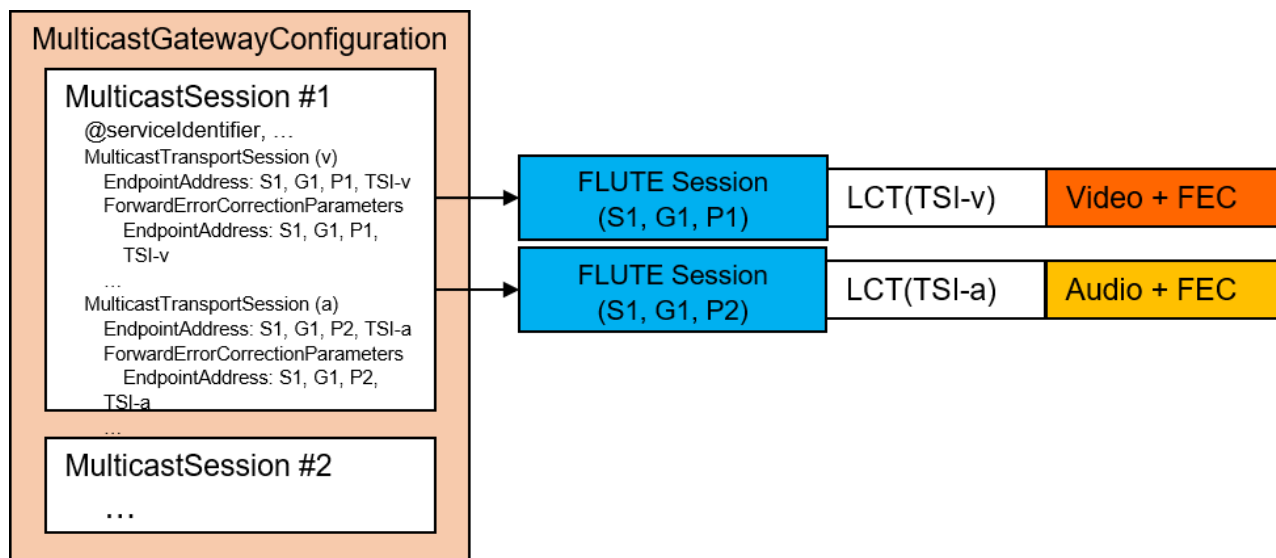 MulticastGatewayConfiguration
MulticastSession #1
@serviceIdentifier, …
MulticastTransportSession (v)
EndpointAddress: S1, G1, P1, TSI-v
ForwardErrorCorrectionParameters
EndpointAddress: S1, G1, P1,
TSI-v
…
MulticastTransportSession (a)
EndpointAddress: S1, G1, P2, TSI-a
ForwardErrorCorrectionParameters
EndpointAddress: S1, G1, P2,
TSI-a
…
MulticastSession #2
…
FLUTE Session
(S1, G1, P1)
LCT(TSI-v)
Video + FEC
FLUTE Session
(S1, G1, P2)
LCT(TSI-a)
Audio + FEC